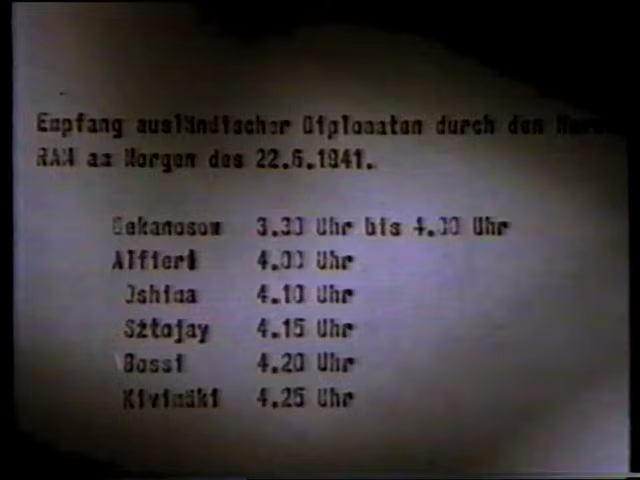 Empfang ausländischer Diplomaten durch den Herrn
RAM am Morgen des 22.6.1941.
Dekanosow 3.30 Uhr bis 4.00 Uhr
Alfieri 4.00 Uhr
Oshima 4.10 Uhr
Sztojay 4.15 Uhr
Bossi 4.20 Uhr
Kivimäki 4.25 Uhr